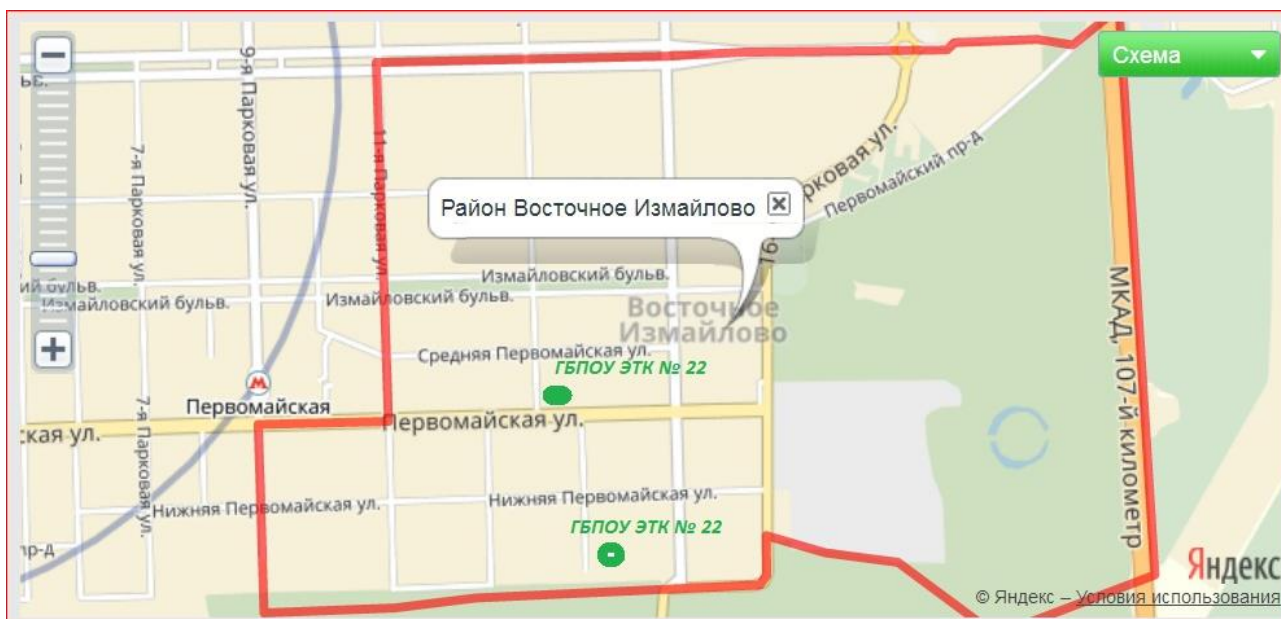 Схема
ьв.
9-я Парковая ул.
7-я Парковая ул.
11-я Парковая ул.
16-
рковая ул.
Первомайский пр-д
Район Восточное Измайлово
Измайловский бульв.
ий бульв.
Измайловский бульв.
Измайловский бульв.
Восточное
Измайлово
Средняя Первомайская ул.
ГБПОУ ЭТК № 22
МКАД, 107-й километр
М
Первомайская
Первомайская ул.
ская ул.
7-я Парковая ул.
Нижняя Первомайская ул.
Нижняя Первомайская ул.
ГБПОУ ЭТК № 22
пр-д
Яндекс
© Яндекс – Условия использования